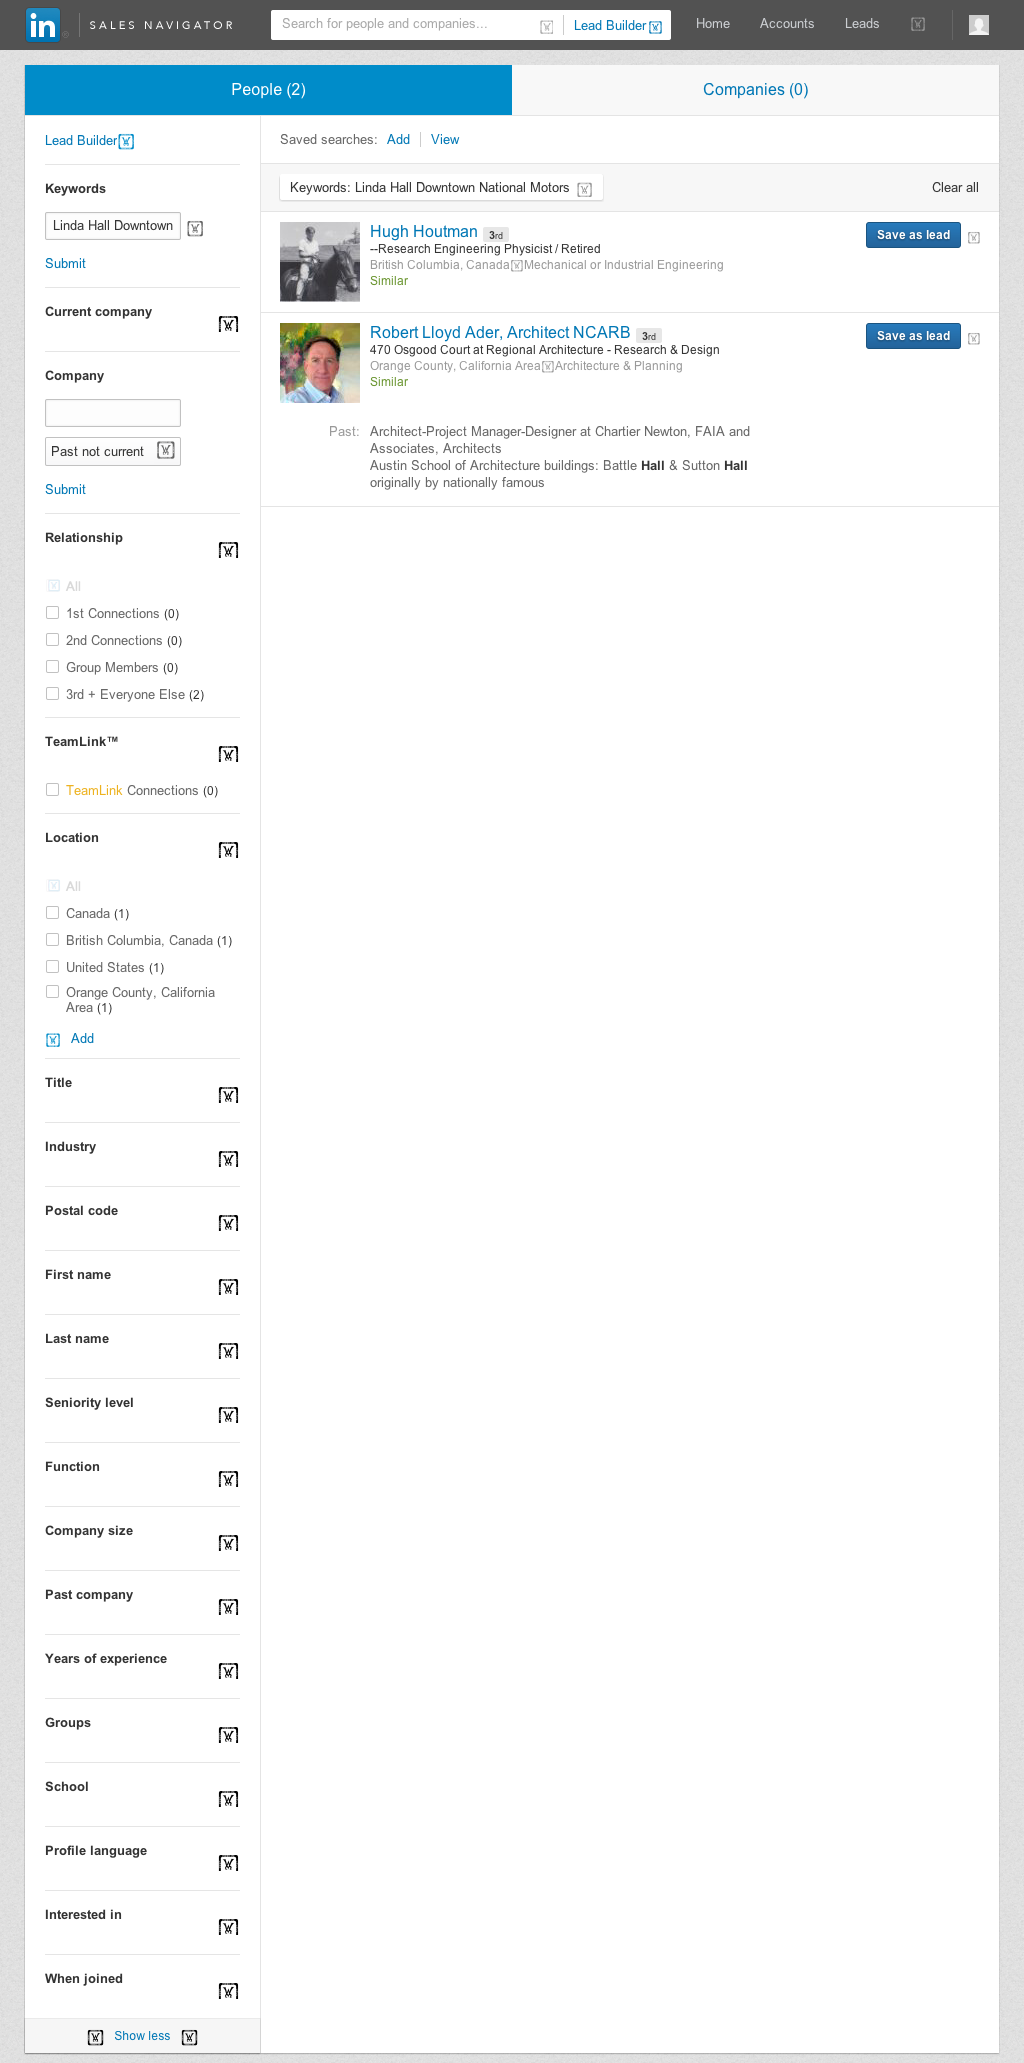 in SALES NAVIGATOR
Search for people and companies...
Lead Builder
Home
Accounts
Leads
People (2)
Companies (0)
Lead Builder
Keywords
Linda Hall Downtown
Submit
Current company
Company
Past not current
Submit
Relationship
All
1st Connections (0)
2nd Connections (0)
Group Members (0)
3rd + Everyone Else (2)
TeamLink™
TeamLink Connections (0)
Location
All
Canada (1)
British Columbia, Canada (1)
United States (1)
Orange County, California
Area (1)
Add
Title
Industry
Postal code
First name
Last name
Seniority level
Function
Company size
Past company
Years of experience
Groups
School
Profile language
Interested in
When joined
Show less
Saved searches: Add View
Keywords: Linda Hall Downtown National Motors
Clear all
Hugh Houtman 3rd
--Research Engineering Physicist / Retired
British Columbia, Canada Mechanical or Industrial Engineering
Similar
Save as lead
Robert Lloyd Ader, Architect NCARB 3rd
470 Osgood Court at Regional Architecture - Research & Design
Orange County, California Area Architecture & Planning
Similar
Save as lead
Past: Architect-Project Manager-Designer at Chartier Newton, FAIA and
Associates, Architects
Austin School of Architecture buildings: Battle Hall & Sutton Hall
originally by nationally famous